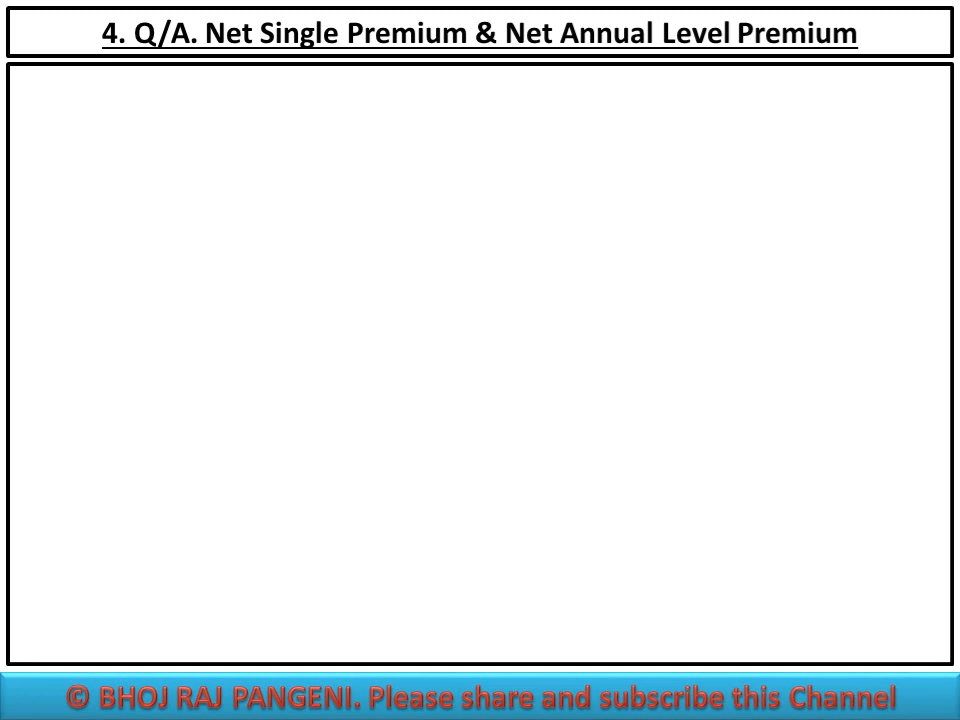 4. Q/A. Net Single Premium & Net Annual Level Premium
© BHOJ RAJ PANGENI. Please share and subscribe this Channel